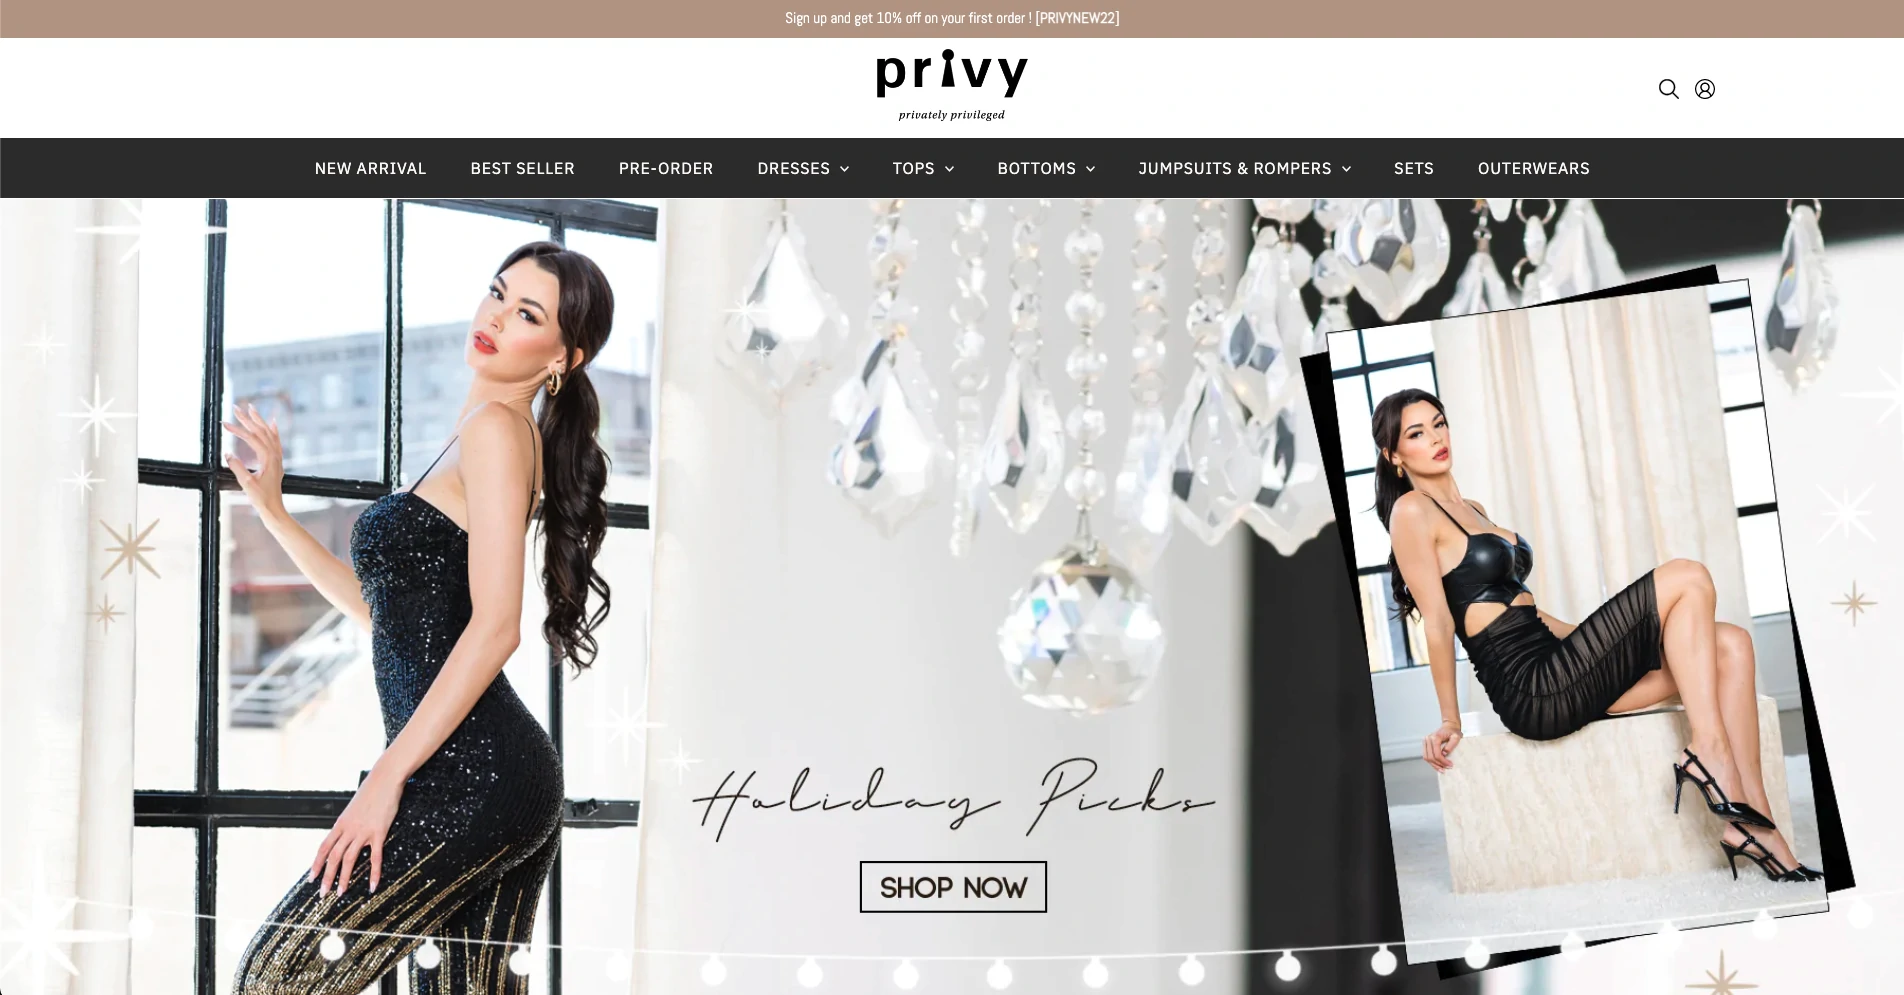 Sign up and get 10% off on your first order ! [PRIVYNEW22]
privy
privately privileged
NEW ARRIVAL BEST SELLER PRE-ORDER DRESSES TOPS BOTTOMS JUMPSUITS & ROMPERS SETS OUTERWEARS
Holiday Picks
SHOP NOW